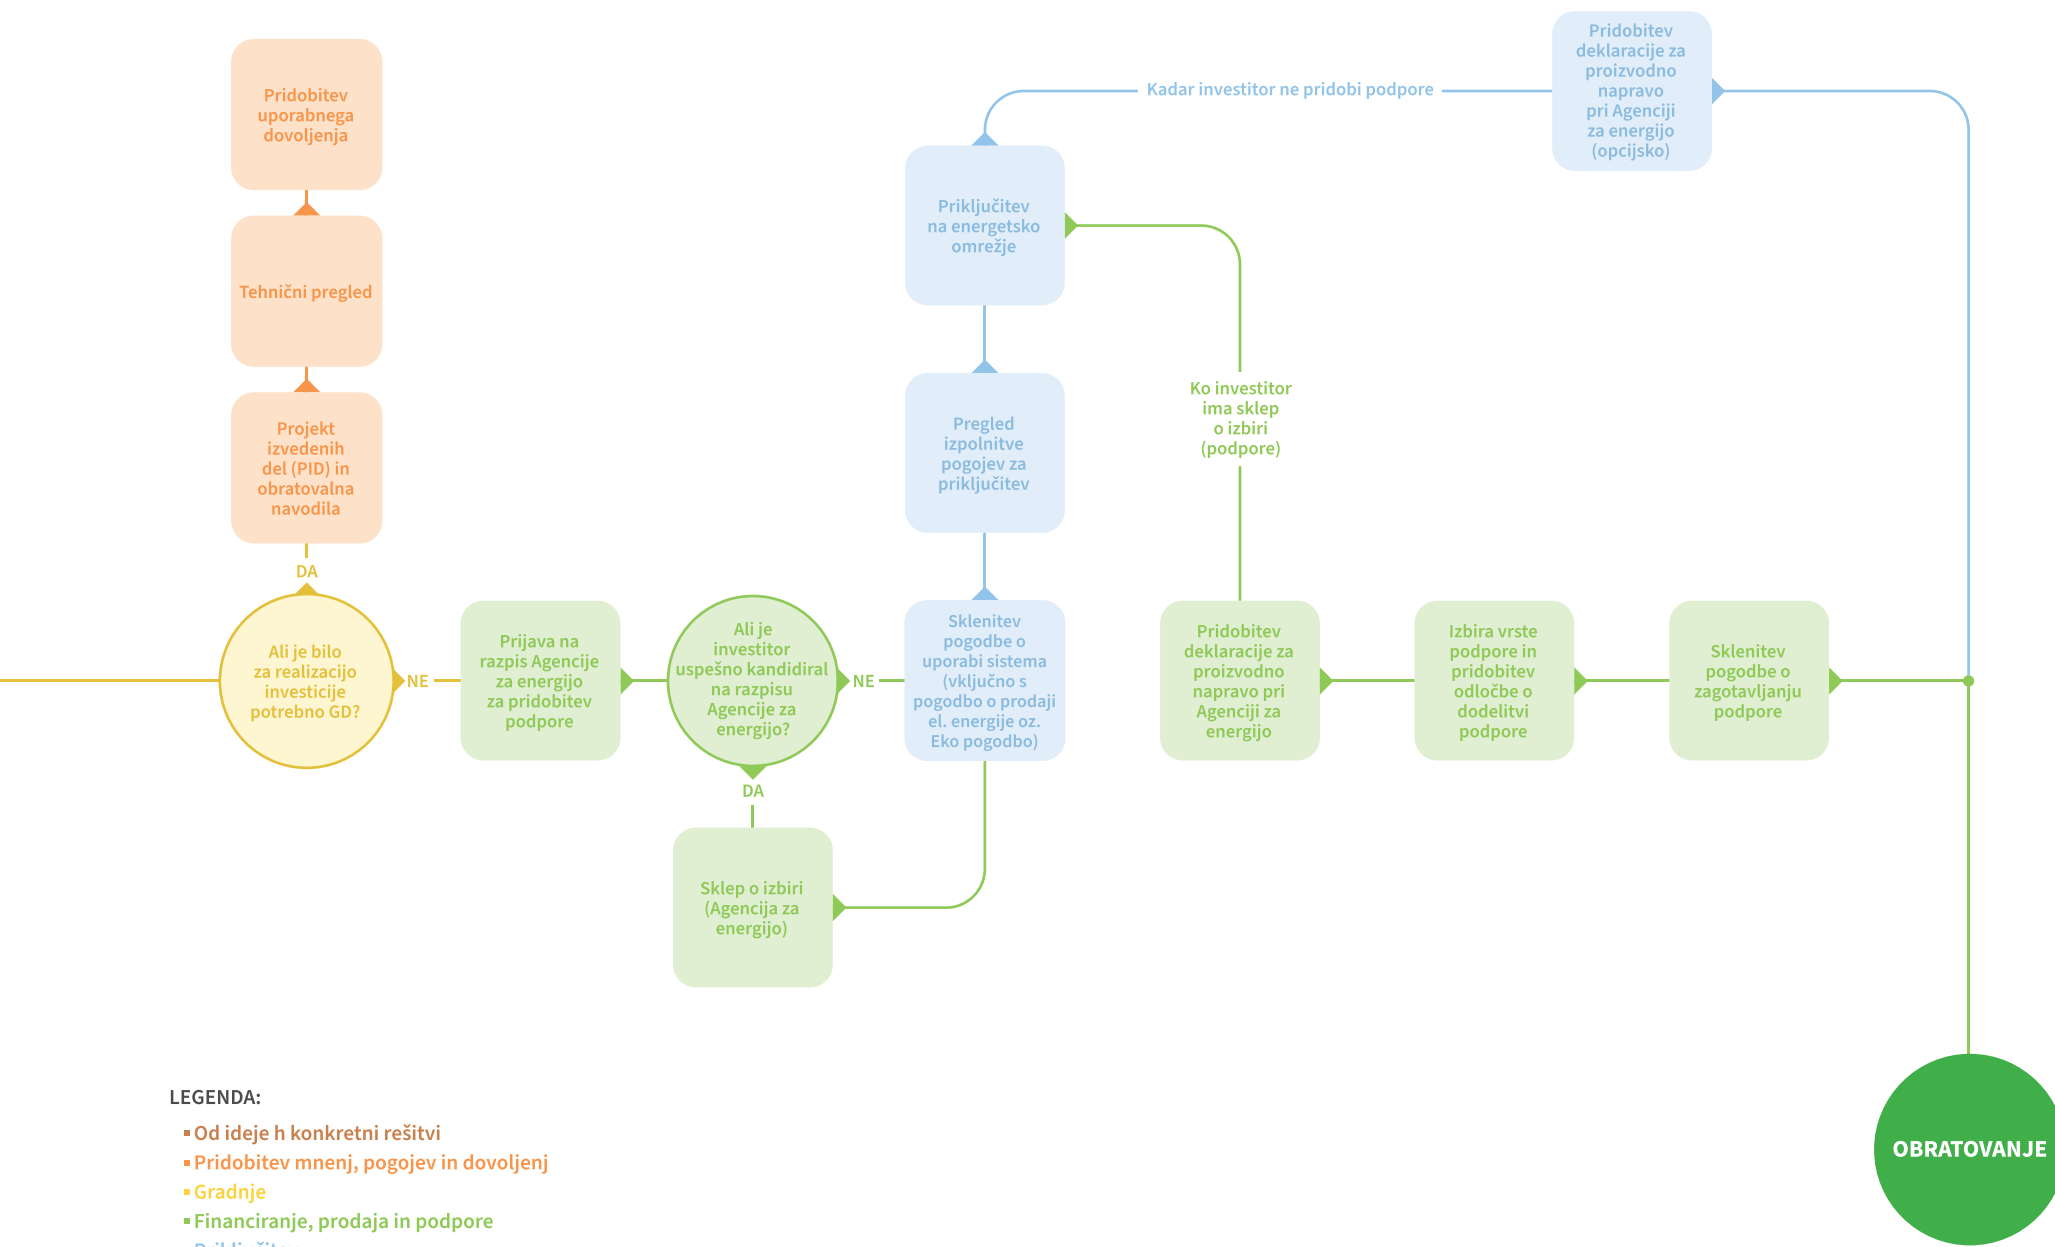 Pridobitev
deklaracije za
proizvodno
napravo
pri Agenciji
za energijo
(opcijsko)
Kadar investitor ne pridobi podpore
Pridobitev
uporabnega
dovoljenja
Priključitev
na energetsko
omrežje
Tehnični pregled
Ko investitor
ima sklep
o izbiri
(podpore)
Pregled
izpolnitve
pogojev za
priključitev
Projekt
izvedenih
del (PID) in
obratovalna
navodila
DA
Ali je bilo
za realizacijo
investicije
potrebno GD?
NE
Prijava na
razpis Agencije
za energijo
za pridobitev
podpore
Ali je
investitor
uspešno kandidiral
na razpisu
Agencije za
energijo?
NE
Sklenitev
pogodbe o
uporabi sistema
(vključno s
pogodbo o prodaji
el. energije oz.
Eko pogodbo)
Pridobitev
deklaracije za
proizvodno
napravo pri
Agenciji za
energijo
Izbira vrste
podpore in
pridobitev
odločbe o
dodelitvi
podpore
Sklenitev
pogodbe o
zagotavljanju
podpore
DA
Sklep o izbiri
(Agencija za
energijo)
OBRATOVANJE
LEGENDA:
Od ideje h konkretni rešitvi
Pridobitev mnenj, pogojev in dovoljenj
Gradnje
Financiranje, prodaja in podpore